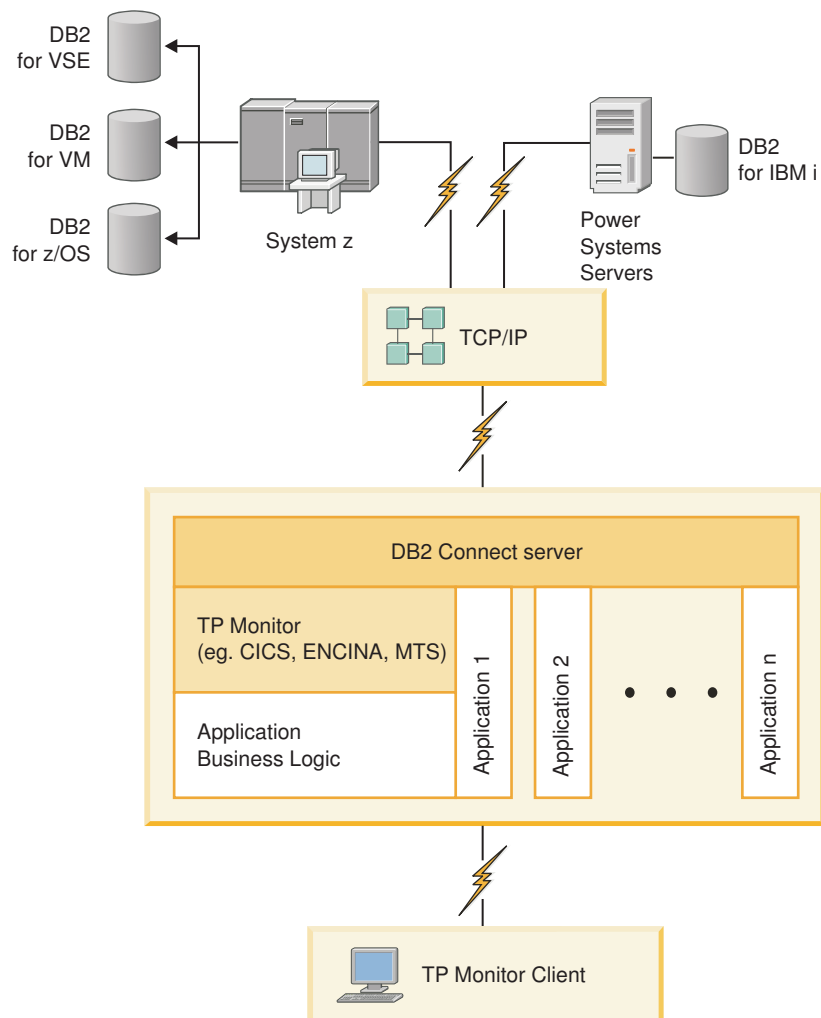 DB2
for VSE
DB2
for VM
DB2
for z/OS
System z
Power
Systems
Servers
DB2
for IBM i
TCP/IP
DB2 Connect server
TP Monitor
(eg. CICS, ENCINA, MTS)
Application
Business Logic
Application 1
Application 2
Application n
TP Monitor Client